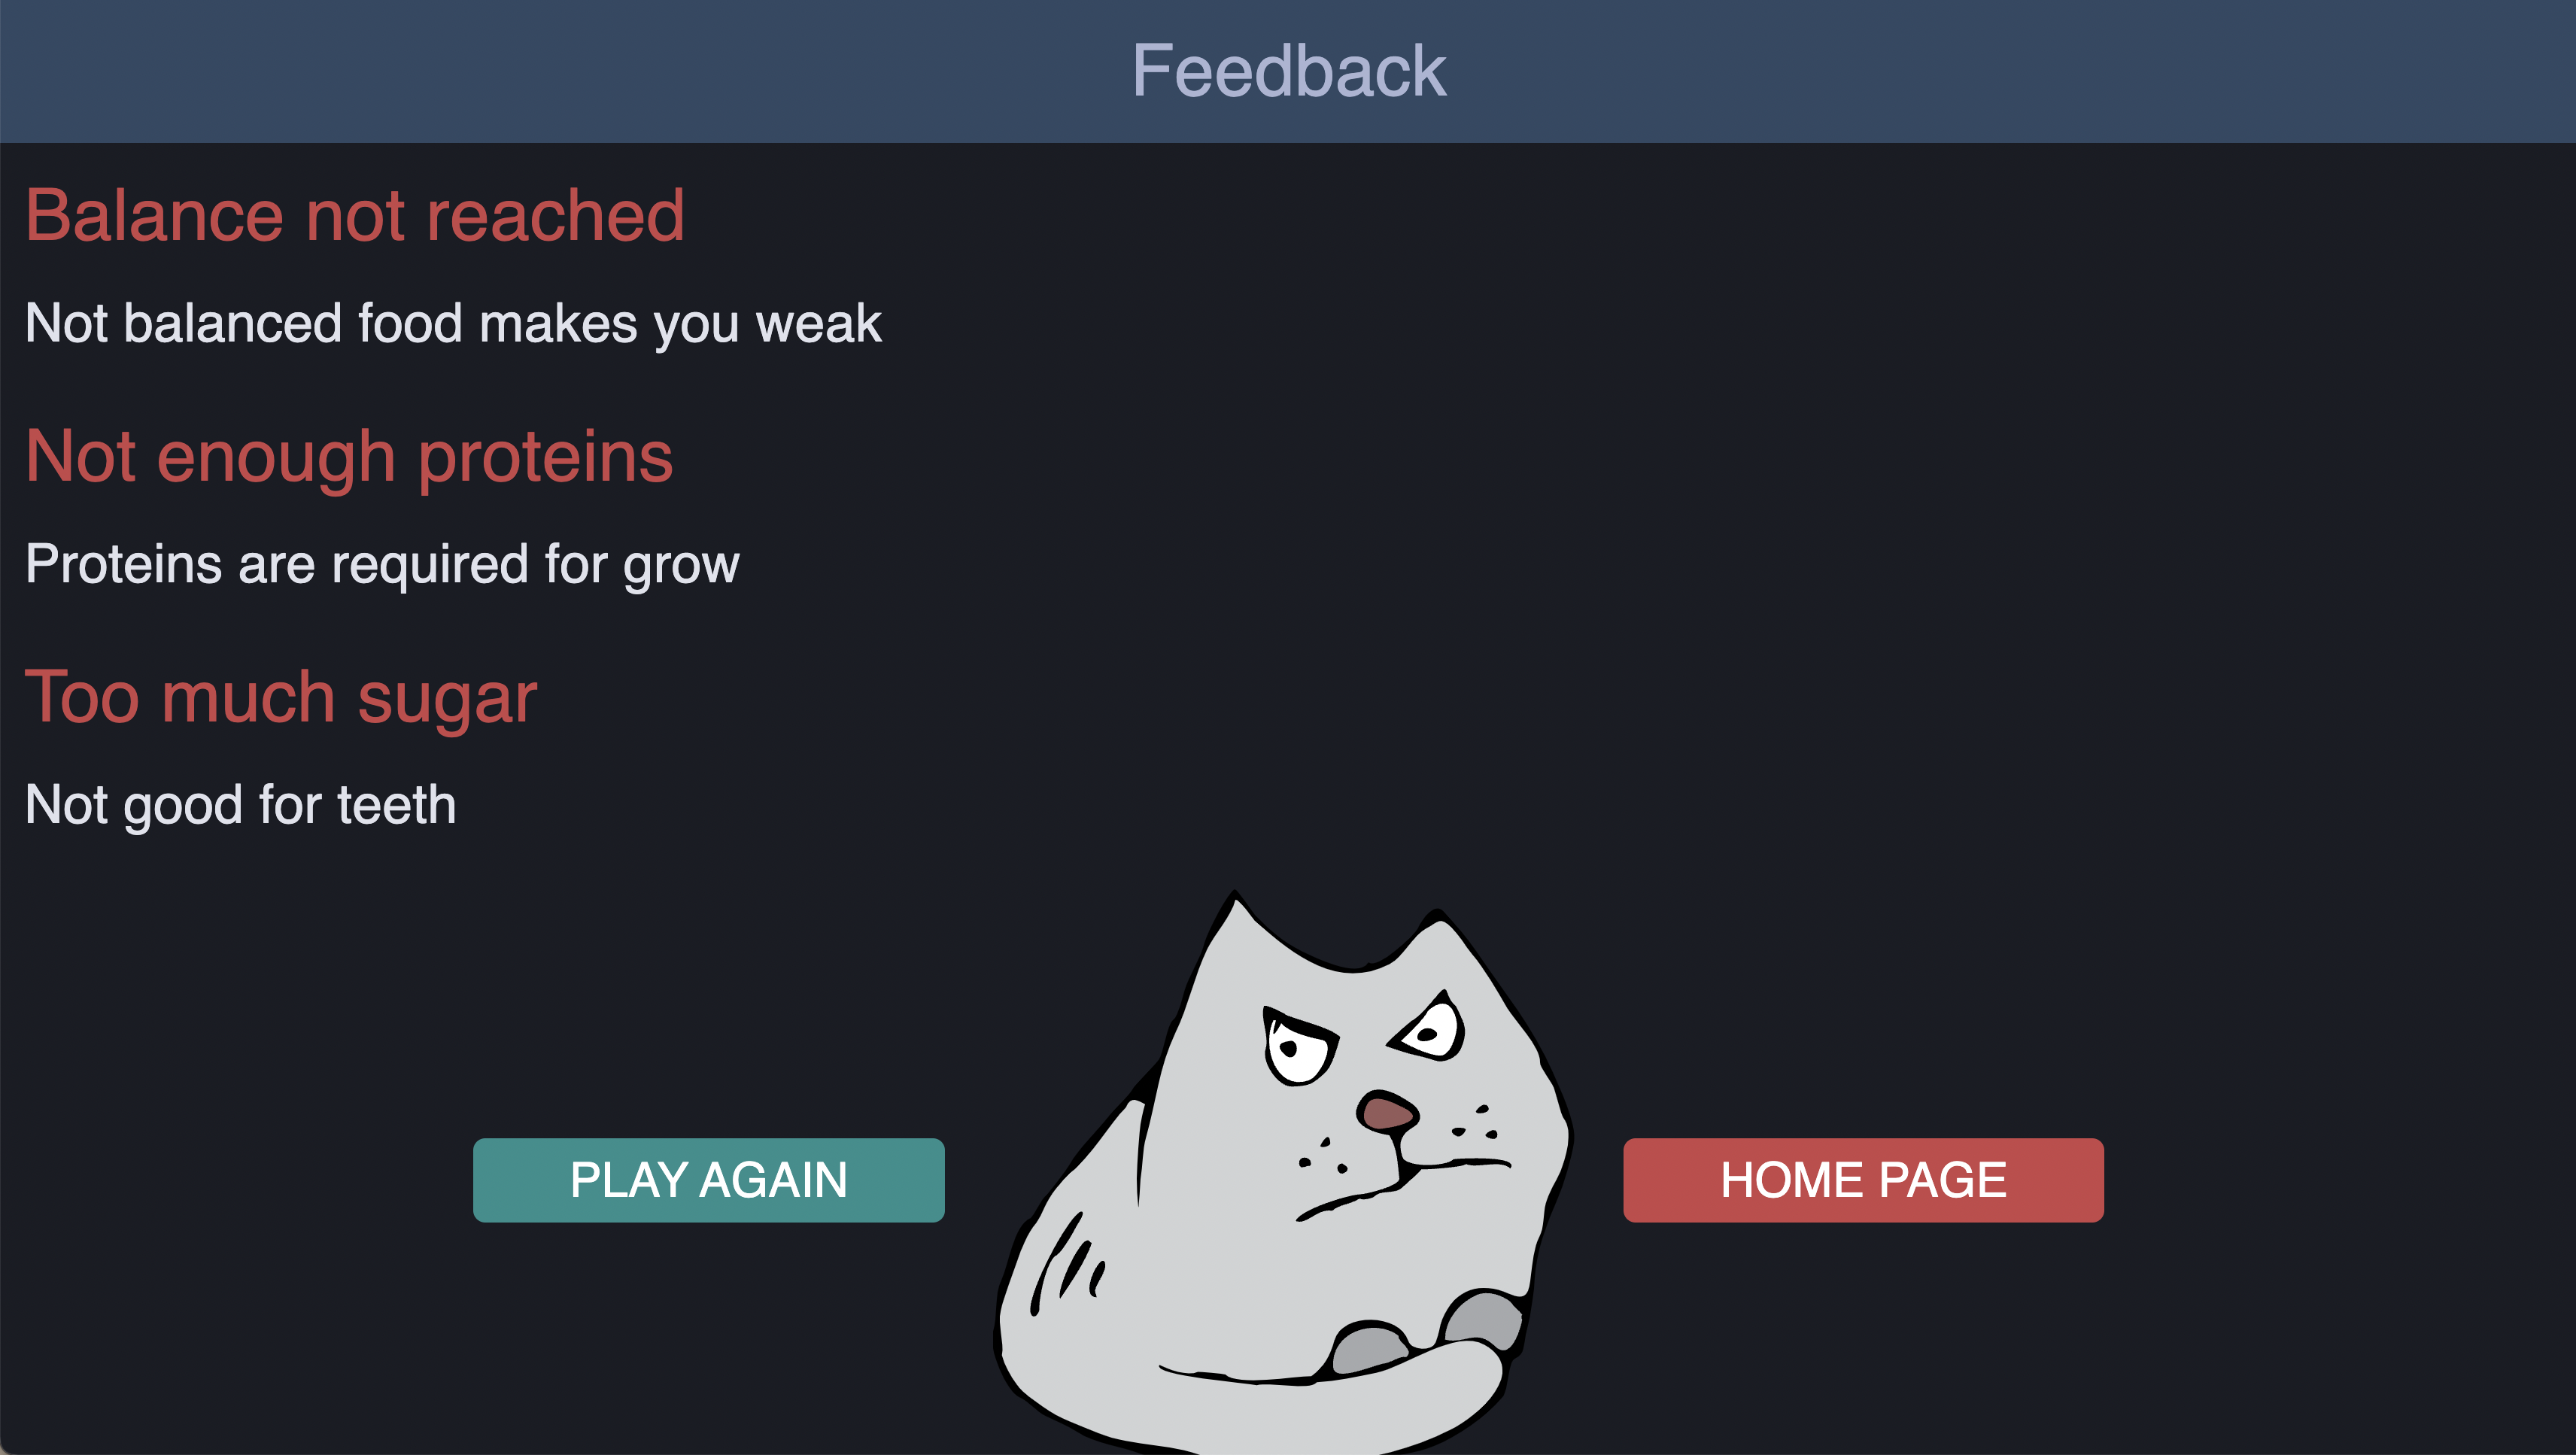 Feedback
Balance not reached
Not balanced food makes you weak
Not enough proteins
Proteins are required for grow
Too much sugar
Not good for teeth
PLAY AGAIN
HOME PAGE